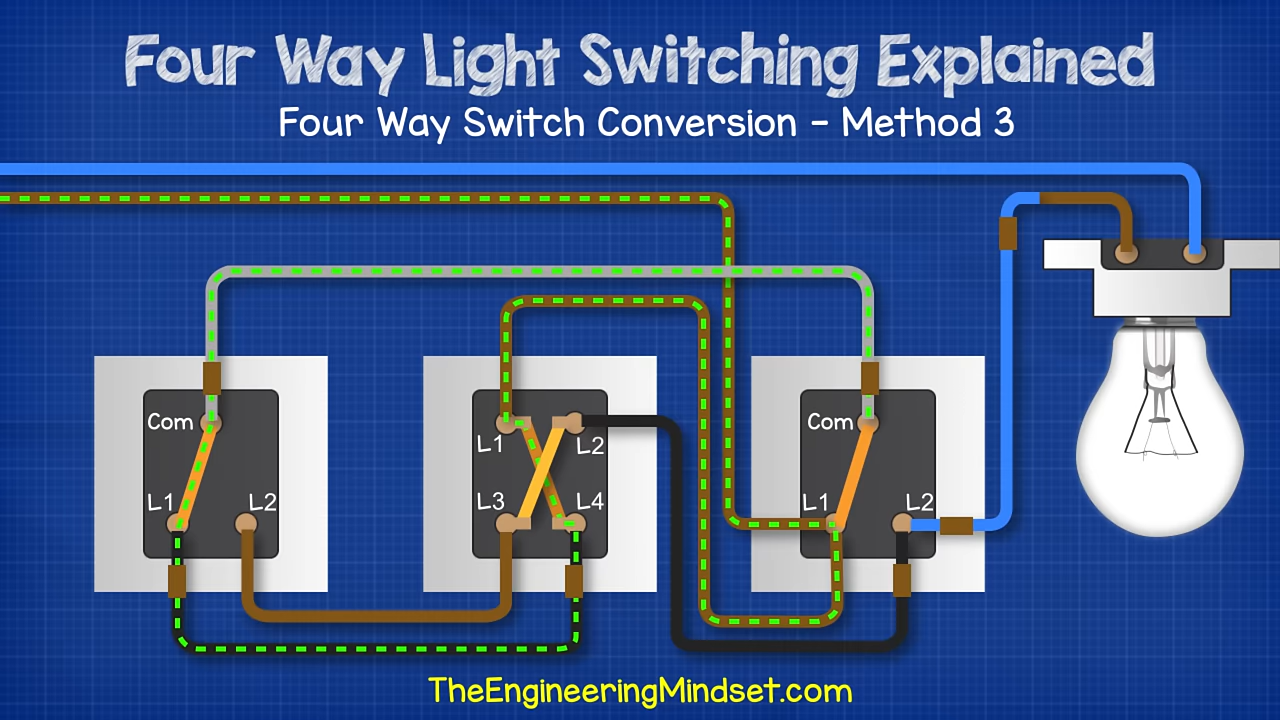 Four Way Light Switching Explained
Four Way Switch Conversion - Method 3
Com
L1
L2
L1
L2
L3
L4
Com
L1
L2
TheEngineeringMindset.com